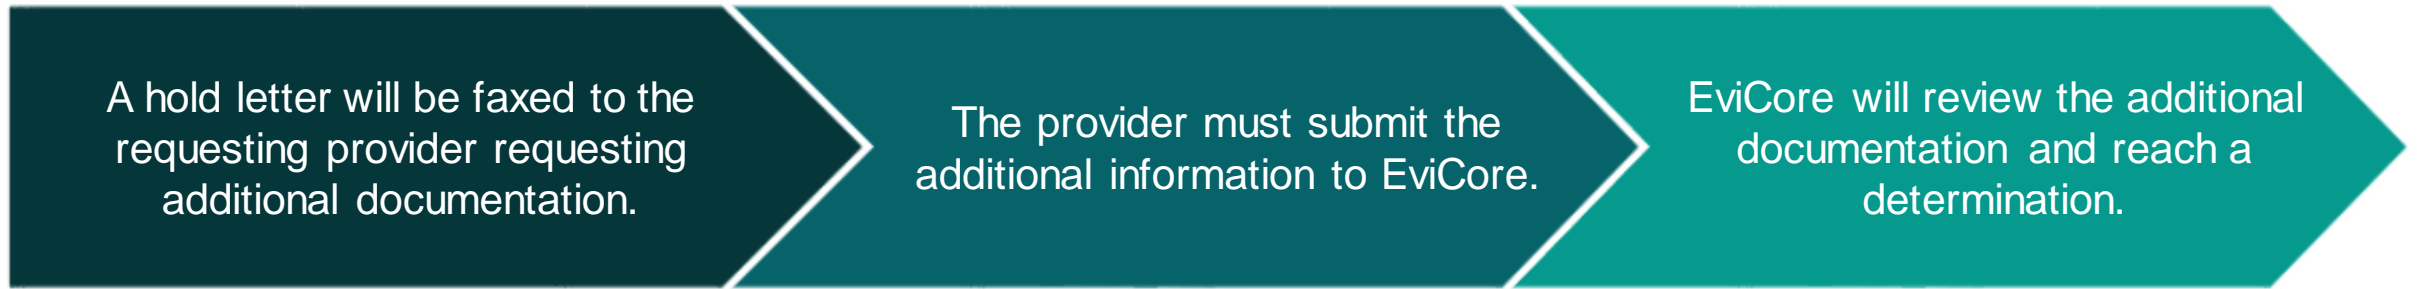 A hold letter will be faxed to the
requesting provider requesting
additional documentation.
The provider must submit the
additional information to EviCore.
EviCore will review the additional
documentation and reach a
determination.